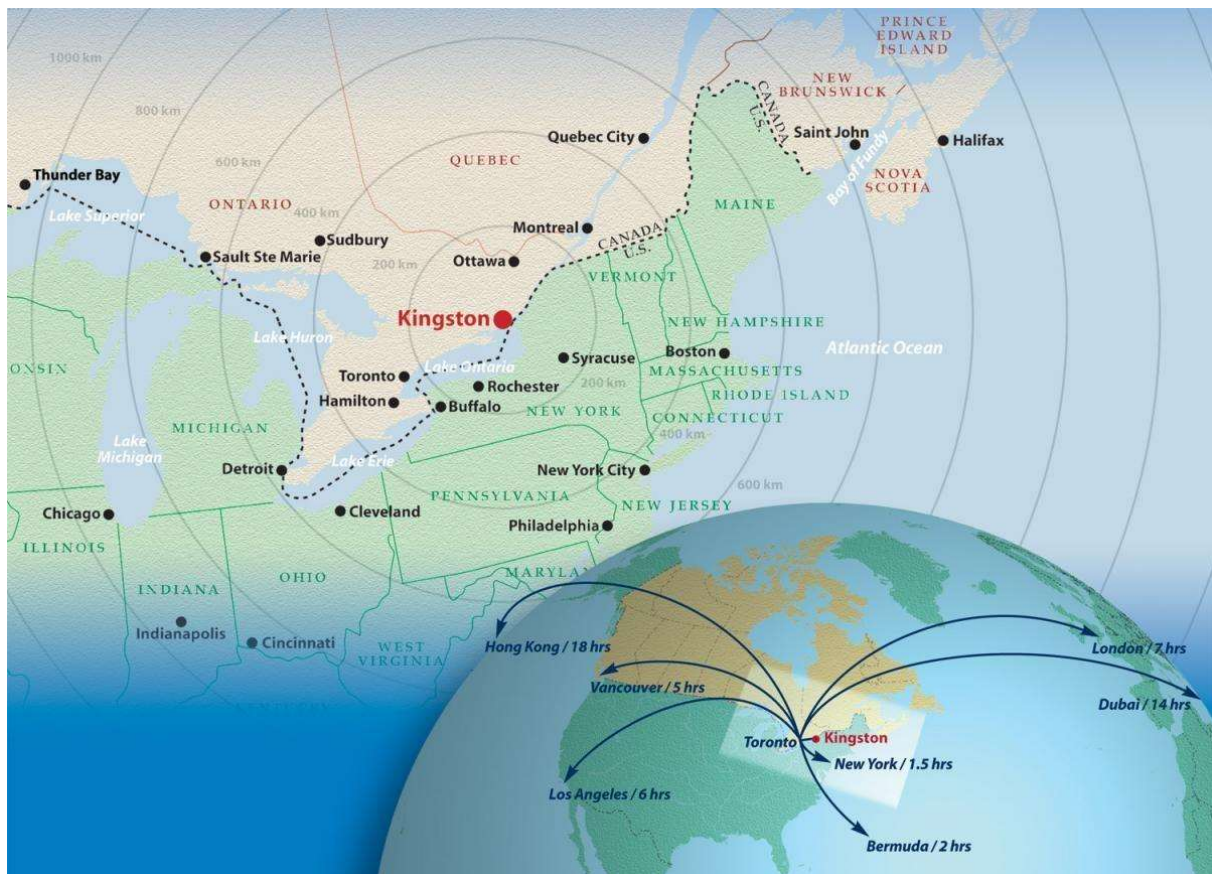 1000 km
800 km
600 km
400 km
200 km
PRINCE
EDWARD
ISLAND
NEW
BRUNSWICK
CANADA
U.S.
Quebec City
Saint John
Halifax
Bay of Fundy
NOVA
SCOTIA
QUEBEC
Thunder Bay
ONTARIO
MAINE
Lake Superior
Montreal
CANADA
U.S.
Sudbury
Sault Ste Marie
Ottawa
VERMONT
Kingston
NEW HAMPSHIRE
Lake Huron
Atlantic Ocean
Boston
Syracuse
Lake Ontario
ONSIN
MASSACHUSETTS
Toronto
200 km
Rochester
RHODE ISLAND
Hamilton
Buffalo
NEW YORK
CONNECTICUT
MICHIGAN
400 km
Lake
Michigan
Lake Erie
Detroit
New York City
600 km
PENNSYLVANIA
NEW JERSEY
Chicago
Cleveland
Philadelphia
ILLINOIS
OHIO
MARYLAN
INDIANA
Indianapolis
Cincinnati
WEST
VIRGINIA
KENTUCKY
Hong Kong / 18 hrs
London / 7 hrs
Vancouver / 5 hrs
Dubai / 14 hrs
Toronto
Kingston
New York / 1.5 hrs
Los Angeles / 6 hrs
Bermuda / 2 hrs